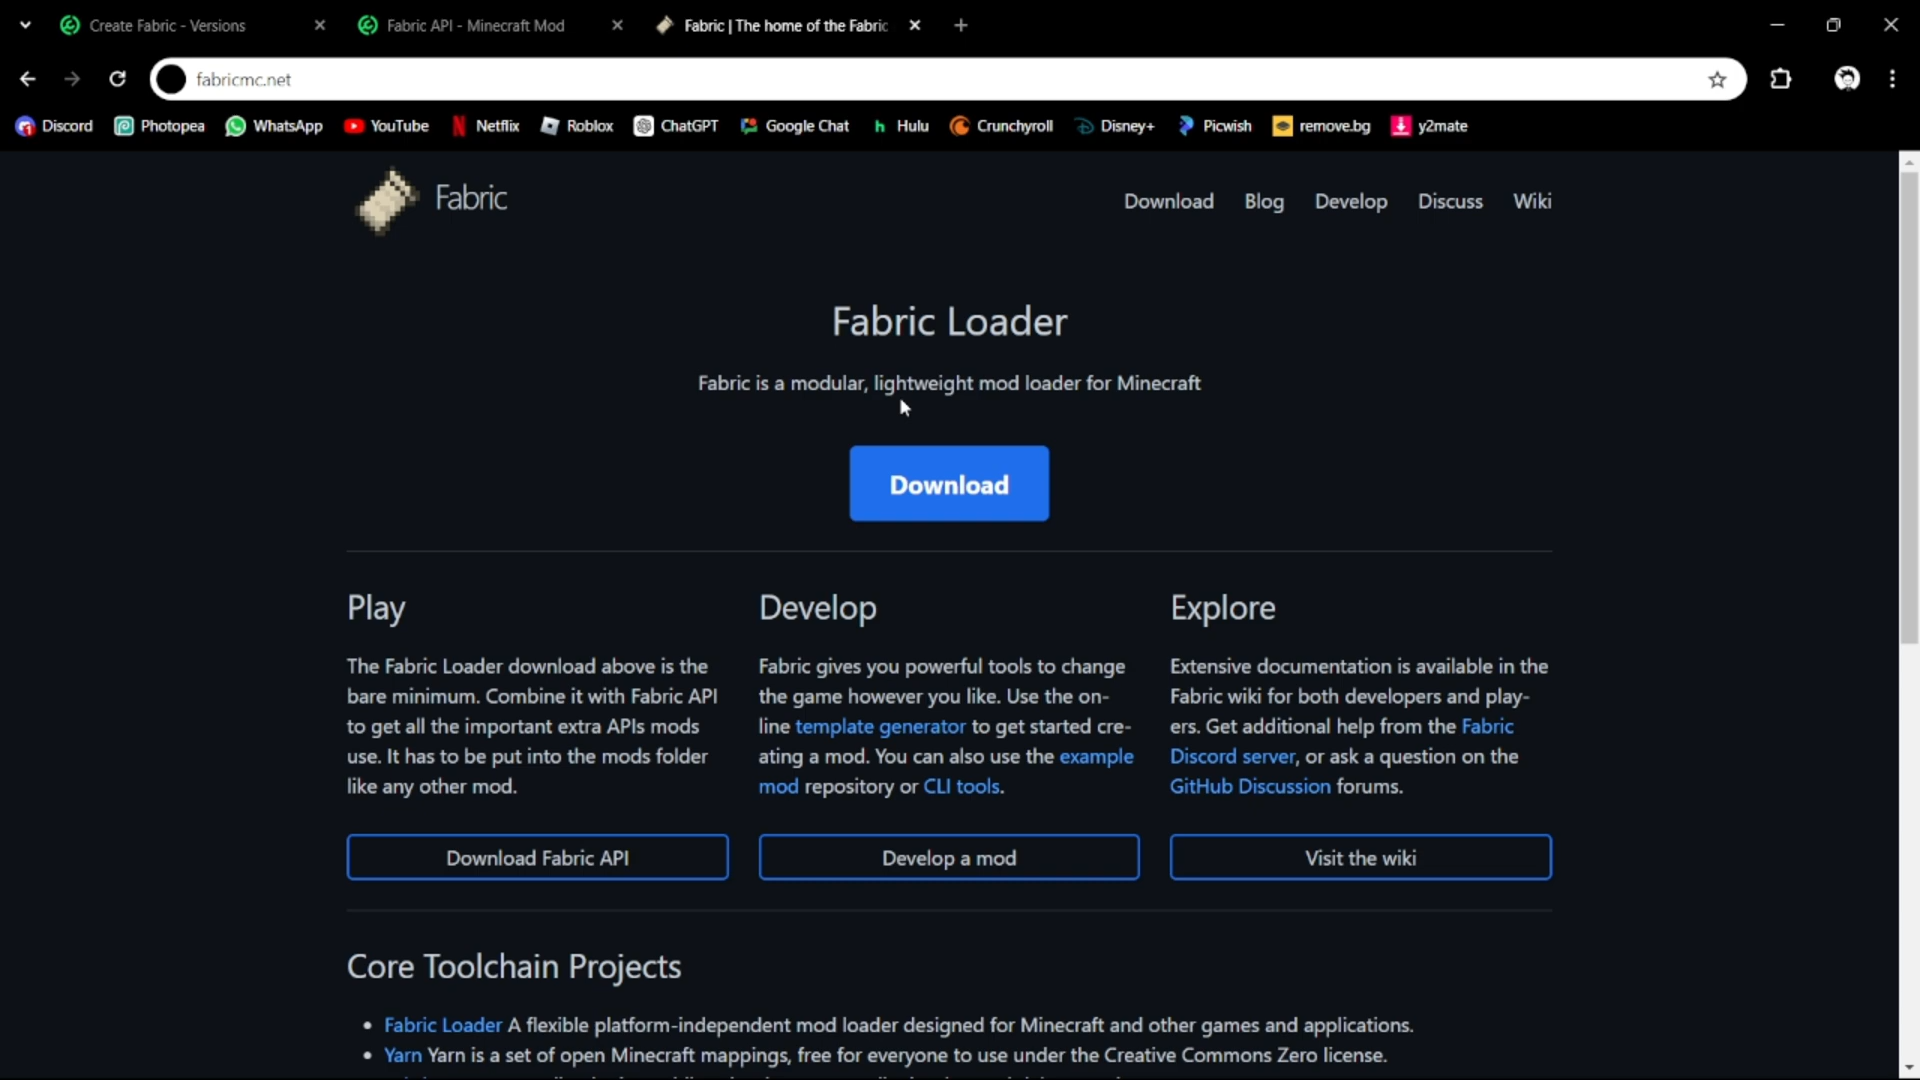 Create Fabric - Versions
Fabric API - Minecraft Mod
Fabric | The home of the Fabric
fabricmc.net
Discord Photopea WhatsApp YouTube Netflix Roblox ChatGPT Google Chat Hulu Crunchyroll Disney+ Picwish remove.bg y2mate
Fabric
Download Blog Develop Discuss Wiki
Fabric Loader
Fabric is a modular, lightweight mod loader for Minecraft
Download
Play
The Fabric Loader download above is the
bare minimum. Combine it with Fabric API
to get all the important extra APIs mods
use. It has to be put into the mods folder
like any other mod.
Download Fabric API
Develop
Fabric gives you powerful tools to change
the game however you like. Use the on-
line template generator to get started cre-
ating a mod. You can also use the example
mod repository or CLI tools.
Develop a mod
Explore
Extensive documentation is available in the
Fabric wiki for both developers and play-
ers. Get additional help from the Fabric
Discord server, or ask a question on the
GitHub Discussion forums.
Visit the wiki
Core Toolchain Projects
• Fabric Loader A flexible platform-independent mod loader designed for Minecraft and other games and applications.
• Yarn Yarn is a set of open Minecraft mappings, free for everyone to use under the Creative Commons Zero license.